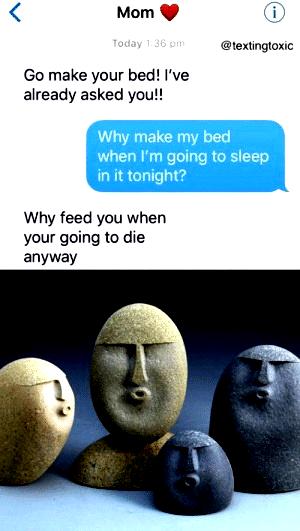 Mom ❤️
Today 1:36 pm
@textingtoxic
Go make your bed! I've
already asked you!!
Why make my bed
when I'm going to sleep
in it tonight?
Why feed you when
your going to die
anyway